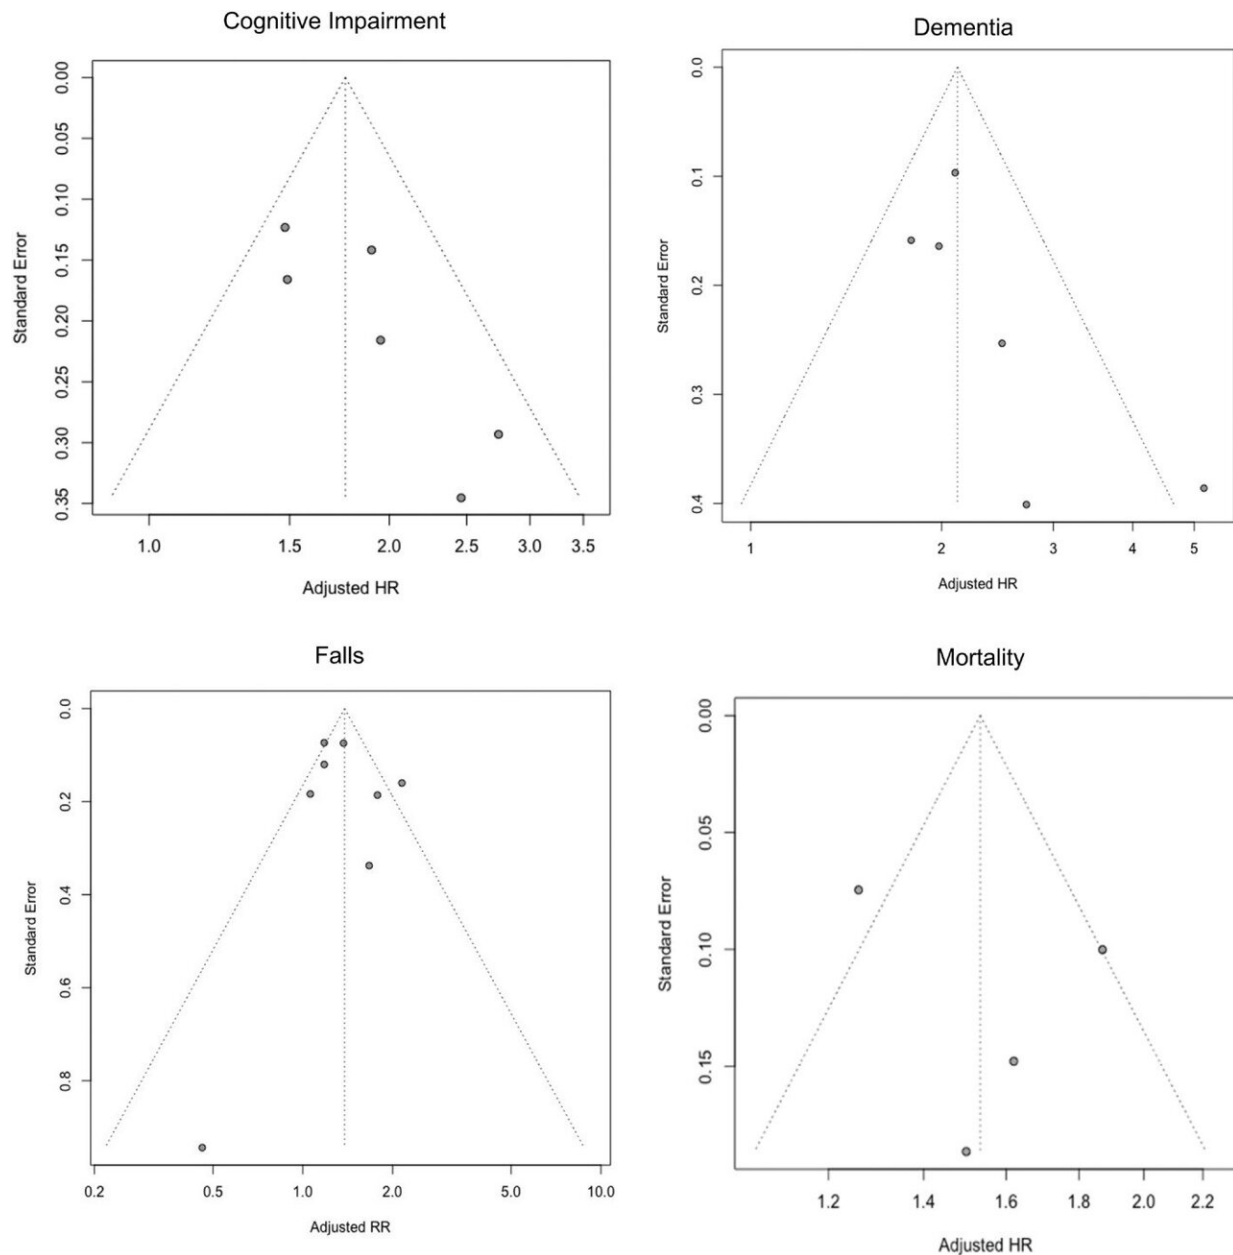 Cognitive Impairment
0.00
0.05
0.10
0.15
0.20
0.25
0.30
0.35
Standard Error
1.0 1.5 2.0 2.5 3.0 3.5
Adjusted HR
Dementia
0.0
0.1
0.2
0.3
0.4
Standard Error
1 2 3 4 5
Adjusted HR
Falls
0.0
0.2
0.4
0.6
0.8
Standard Error
0.2 0.5 1.0 2.0 5.0 10.0
Adjusted RR
Mortality
0.00
0.05
0.10
0.15
Standard Error
1.2 1.4 1.6 1.8 2.0 2.2
Adjusted HR